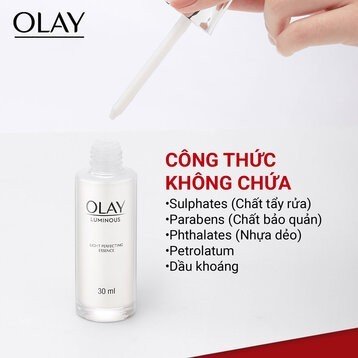 OLAY
CÔNG THỨC
KHÔNG CHỨA
•Sulphates (Chất tẩy rửa)
•Parabens (Chất bảo quản)
•Phthalates (Nhựa dẻo)
•Petrolatum
•Dầu khoáng
OLAY
LUMINOUS
LIGHT PERFECTING
ESSENCE
30 ml